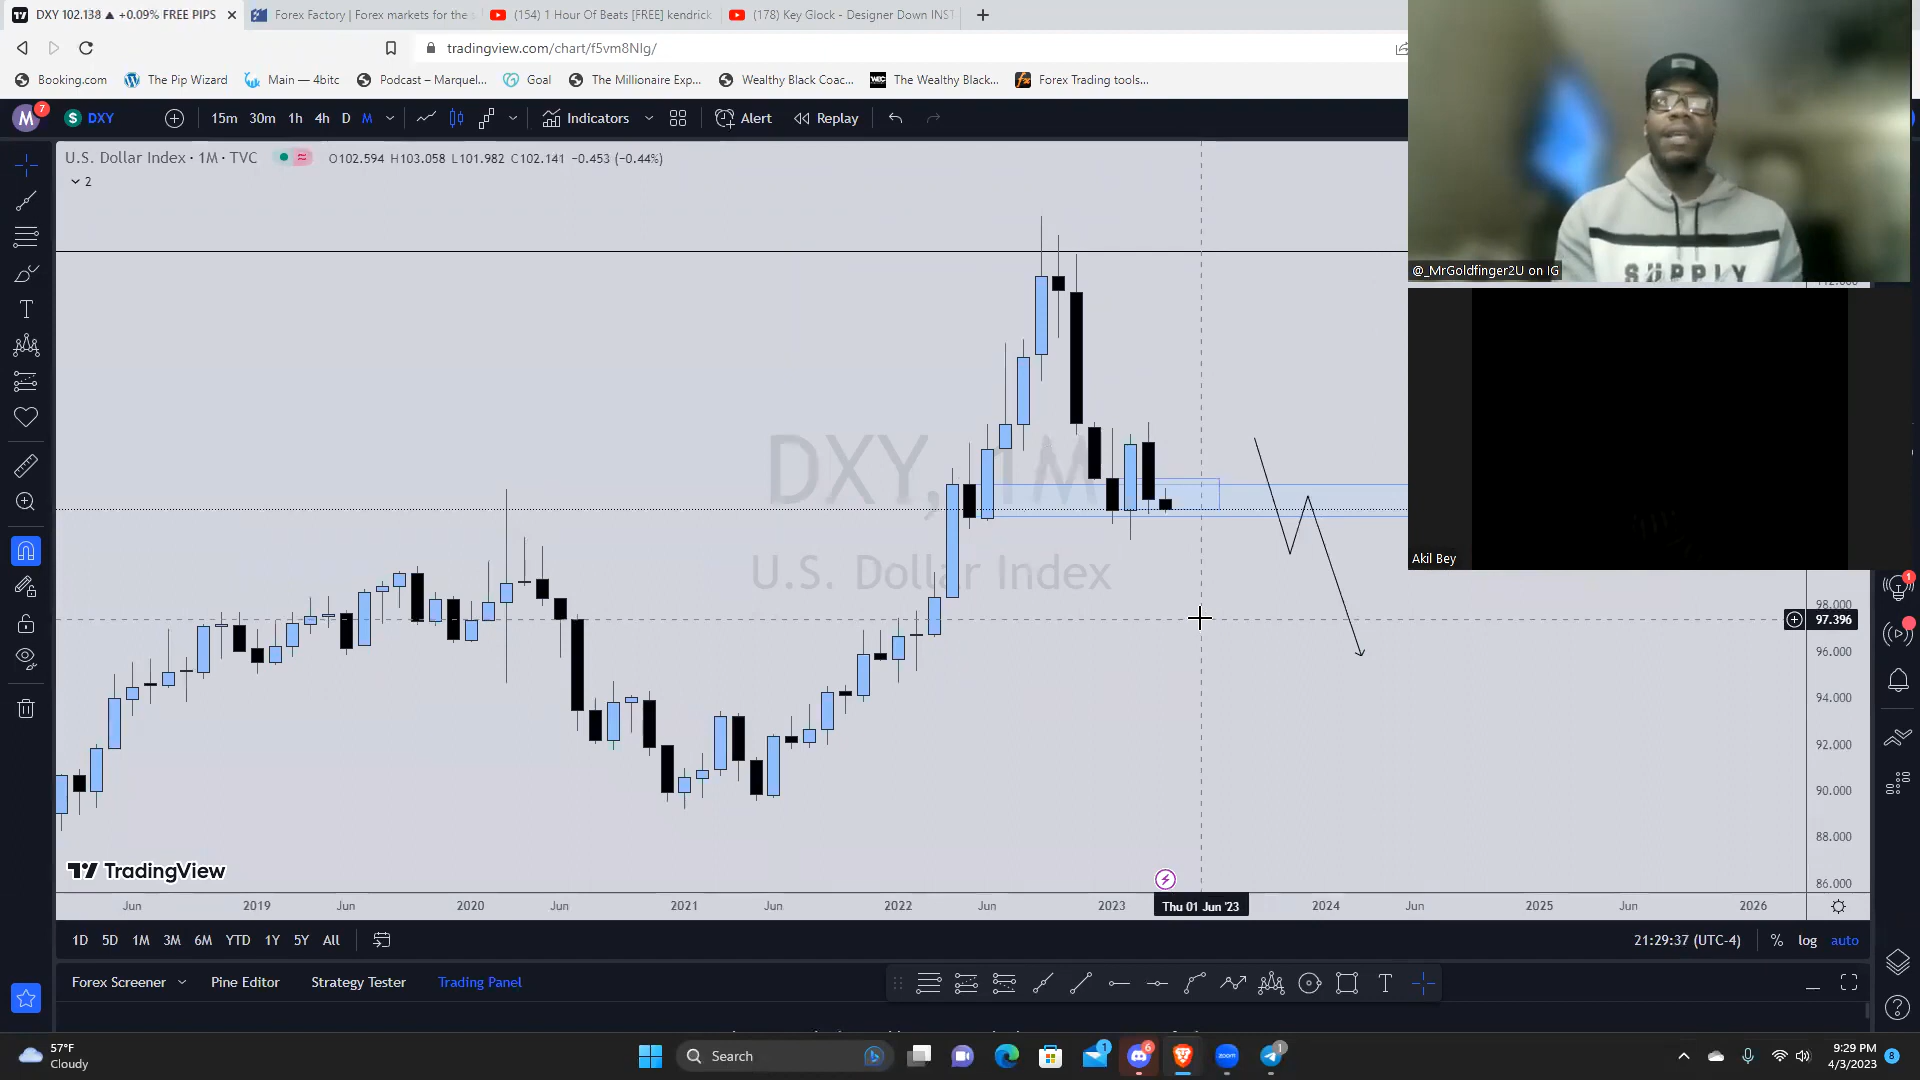 DXY 102.138 ▲ +0.09% FREE PIPS
Forex Factory | Forex markets for the s
(154) 1 Hour Of Beats [FREE] kendrick
(178) Key Glock - Designer Down INST
tradingview.com/chart/f5vm8NIg/
Booking.com
The Pip Wizard
Main — 4bitc
Podcast – Marquel...
Goal
The Millionaire Exp...
Wealthy Black Coac...
The Wealthy Black...
Forex Trading tools...
M 7
DXY
15m 30m 1h 4h D M
Indicators
Alert
Replay
U.S. Dollar Index · 1M · TVC
O102.594 H103.058 L101.982 C102.141 −0.453 (−0.44%)
2
@_MrGoldfinger2U on IG
SUPPLY
Akil Bey
DXY, 1M
U.S. Dollar Index
98.000
97.396
96.000
94.000
92.000
90.000
88.000
86.000
TradingView
Jun 2019 Jun 2020 Jun 2021 Jun 2022 Jun 2023 Thu 01 Jun '23 2024 Jun 2025 Jun 2026
1D 5D 1M 3M 6M YTD 1Y 5Y All
21:29:37 (UTC-4) % log auto
Forex Screener Pine Editor Strategy Tester Trading Panel
57°F
Cloudy
Search
zoom
9:29 PM
4/3/2023
8